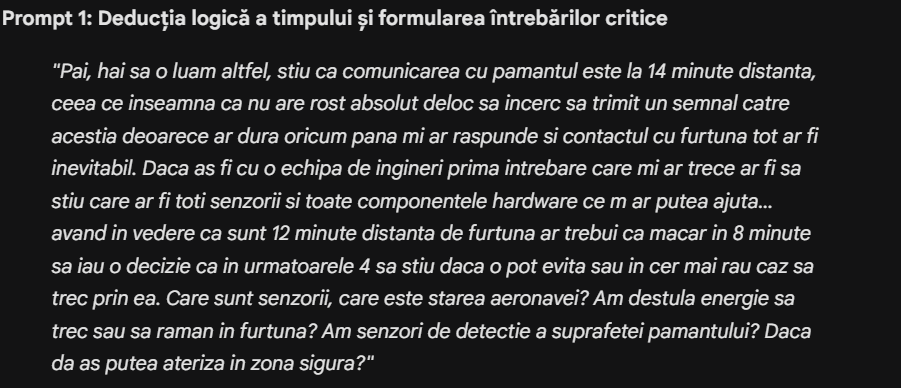 Prompt 1: Deducția logică a timpului și formularea întrebărilor critice
"Pai, hai sa o luam altfel, stiu ca comunicarea cu pamantul este la 14 minute distanta,
ceea ce inseamna ca nu are rost absolut deloc sa incerc sa trimit un semnal catre
acestia deoarece ar dura oricum pana mi ar raspunde si contactul cu furtuna tot ar fi
inevitabil. Daca as fi cu o echipa de ingineri prima intrebare care mi ar trece ar fi sa
stiu care ar fi toti senzorii si toate componentele hardware ce m ar putea ajuta...
avand in vedere ca sunt 12 minute distanta de furtuna ar trebui ca macar in 8 minute
sa iau o decizie ca in urmatoarele 4 sa stiu daca o pot evita sau in cer mai rau caz sa
trec prin ea. Care sunt senzorii, care este starea aeronavei? Am destula energie sa
trec sau sa raman in furtuna? Am senzori de detectie a suprafetei pamantului? Daca
da as putea ateriza in zona sigura?"